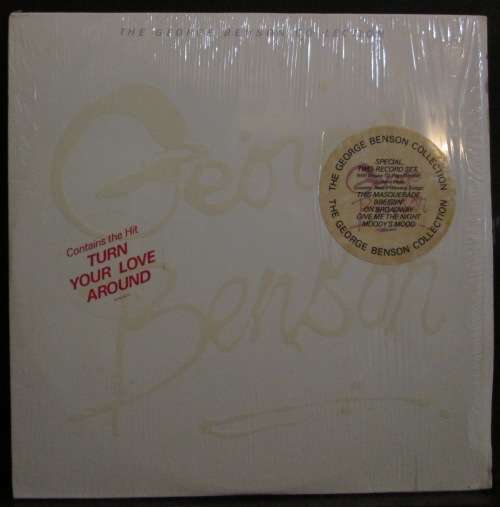 THE GEORGE BENSON COLLECTION
George
Benson
THE GEORGE BENSON COLLECTION
SPECIAL
TWO-RECORD SET
THIS MASQUERADE
BREEZIN'
ON BROADWAY
GIVE ME THE NIGHT
MOODY'S MOOD
THE GEORGE BENSON COLLECTION
Contains the Hit
TURN
YOUR LOVE
AROUND